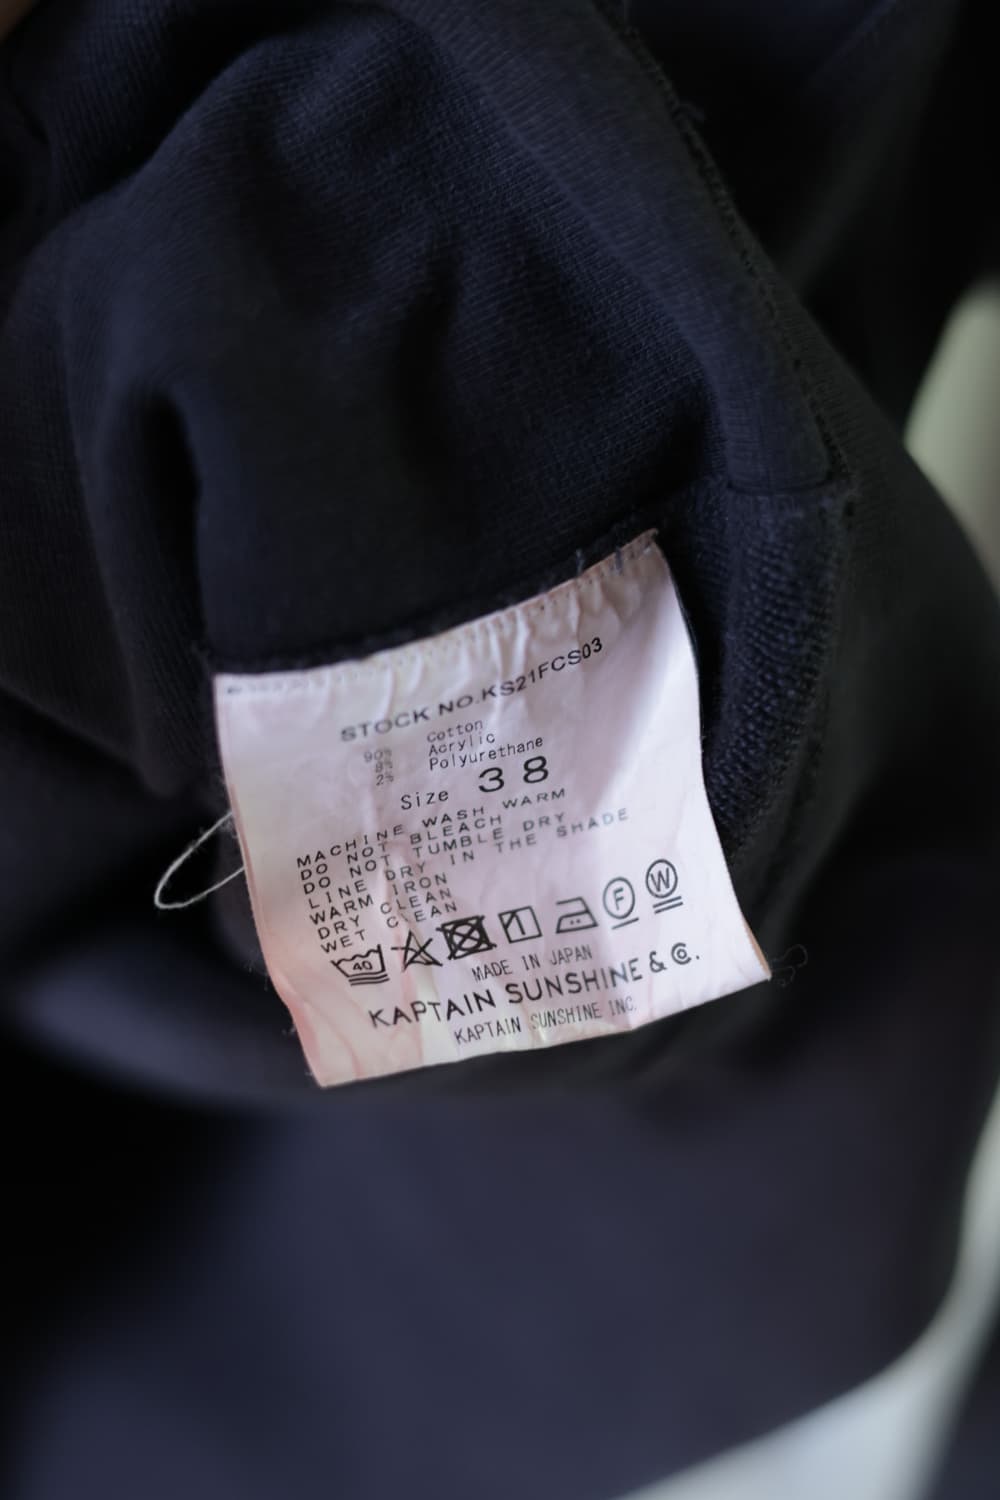 STOCK NO.KS21FCS03
90% Cotton
8% Acrylic
2% Polyurethane
Size 38
MACHINE WASH WARM
DO NOT BLEACH
DO NOT TUMBLE DRY
LINE DRY IN THE SHADE
WARM IRON
DRY CLEAN
WET CLEAN
40 F W
MADE IN JAPAN
KAPTAIN SUNSHINE & Co.
KAPTAIN SUNSHINE INC.